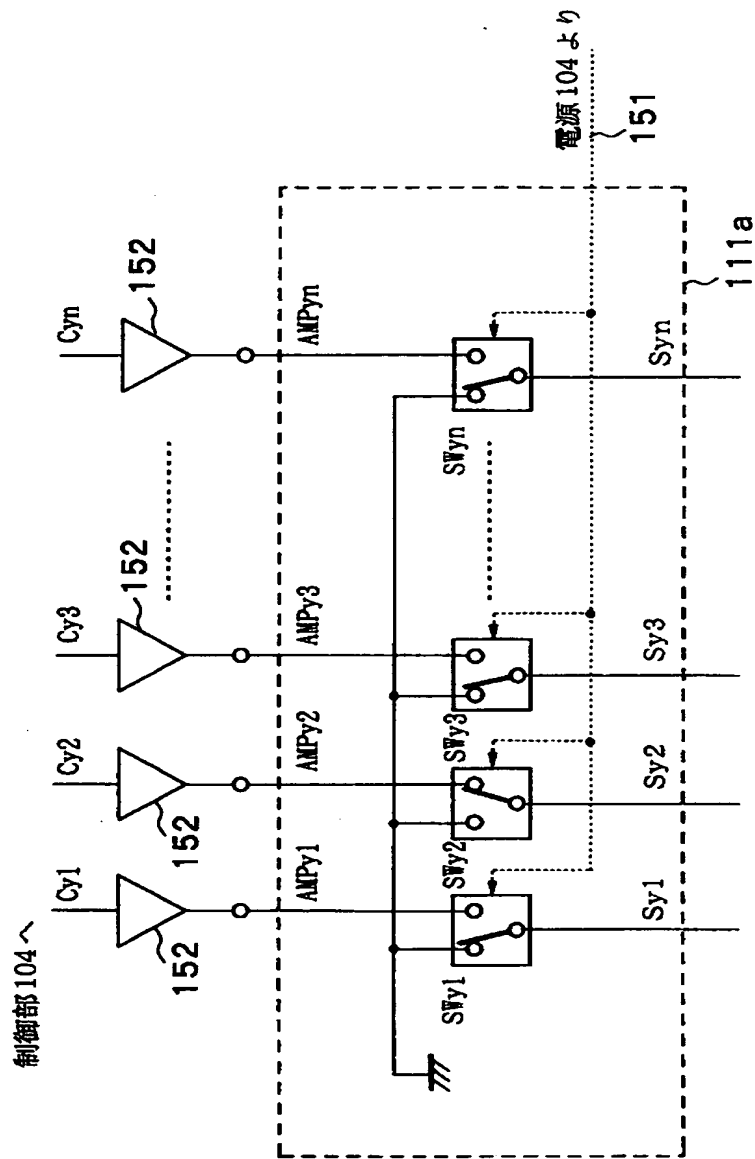 制御部104へ
Cy1
Cy2
Cy3
Cyn
152
152
152
152
AMPy1
AMPy2
AMPy3
AMPyn
SWy1
SWy2
SWy3
SWyn
電源104より
151
Sy1
Sy2
Sy3
Syn
111a